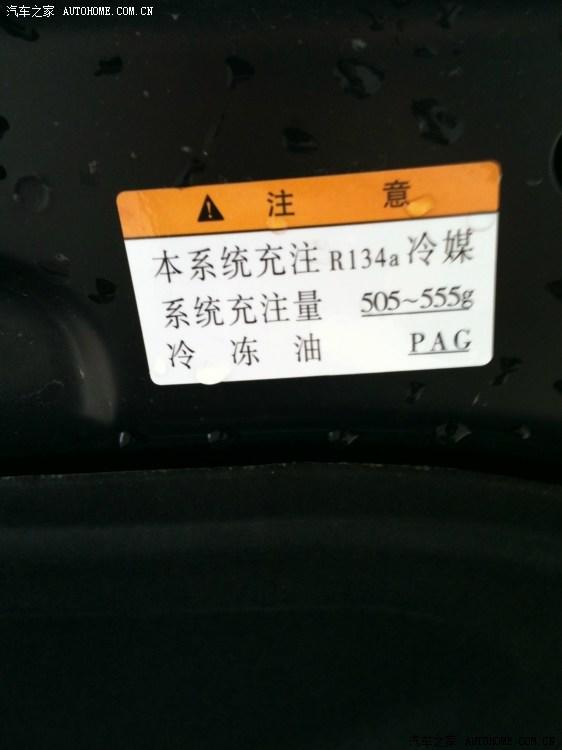 汽车之家 AUTOHOME.COM.CN
注 意
本系统充注R134a冷媒
系统充注量 505~555g
冷 冻 油 PAG
汽车之家 AUTOHOME.COM.CN